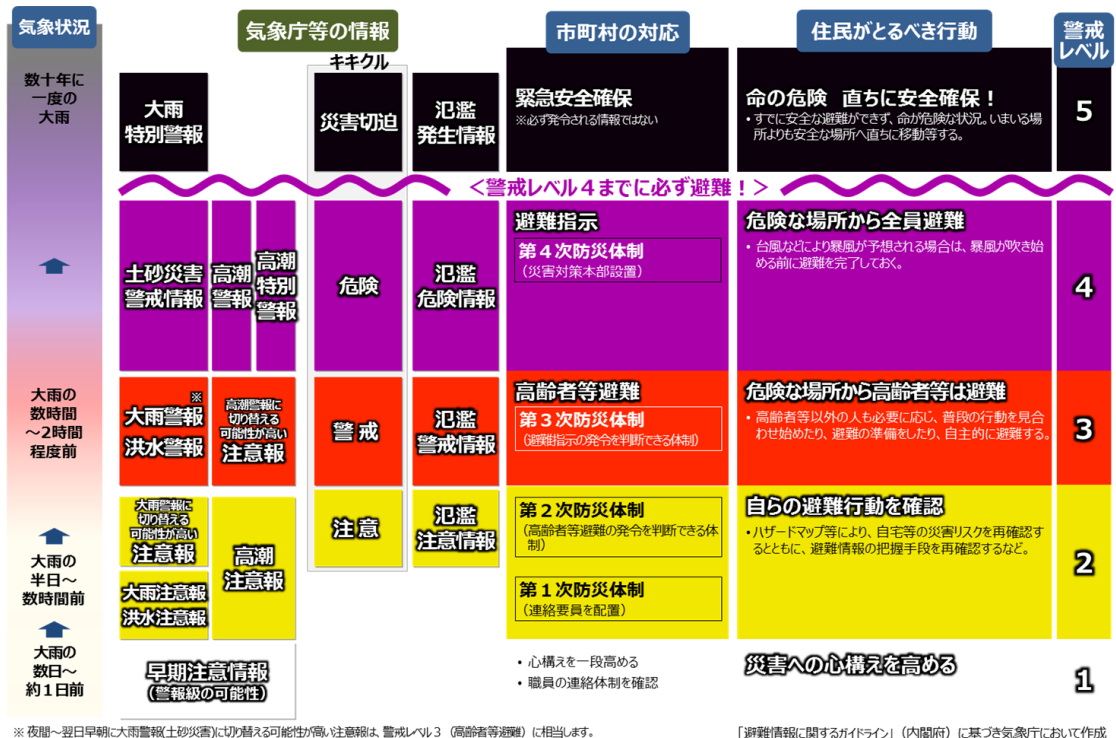 気象状況
気象庁等の情報
市町村の対応
住民がとるべき行動
警戒
レベル
キキクル
数十年に
一度の
大雨
大雨
特別警報
災害切迫
氾濫
発生情報
緊急安全確保
※必ず発令される情報ではない
命の危険 直ちに安全確保！
・すでに安全な避難ができず、命が危険な状況。いまいる場
所よりも安全な場所へ直ちに移動等する。
5
＜警戒レベル４までに必ず避難！＞
土砂災害
警戒情報
高潮
警報
高潮
特別
警報
危険
氾濫
危険情報
避難指示
第４次防災体制
（災害対策本部設置）
危険な場所から全員避難
・台風などにより暴風が予想される場合は、暴風が吹き始
める前に避難を完了しておく。
4
大雨の
数時間
～2時間
程度前
※
大雨警報
洪水警報
高潮警報に
切り替える
可能性が高い
注意報
警戒
氾濫
警戒情報
高齢者等避難
第３次防災体制
（避難指示の発令を判断できる体制）
危険な場所から高齢者等は避難
・高齢者等以外の人も必要に応じ、普段の行動を見合
わせ始めたり、避難の準備をしたり、自主的に避難する。
3
大雨の
半日～
数時間前
大雨警報に
切り替える
可能性が高い
注意報
大雨注意報
洪水注意報
高潮
注意報
注意
氾濫
注意情報
第２次防災体制
（高齢者等避難の発令を判断できる体
制）
第１次防災体制
（連絡要員を配置）
自らの避難行動を確認
・ハザードマップ等により、自宅等の災害リスクを再確認す
るとともに、避難情報の把握手段を再確認するなど。
2
大雨の
数日～
約１日前
早期注意情報
（警報級の可能性）
・心構えを一段高める
・職員の連絡体制を確認
災害への心構えを高める
1
※ 夜間～翌日早朝に大雨警報(土砂災害)に切り替える可能性が高い注意報は、警戒レベル３（高齢者等避難）に相当します。
「避難情報に関するガイドライン」（内閣府）に基づき気象庁において作成